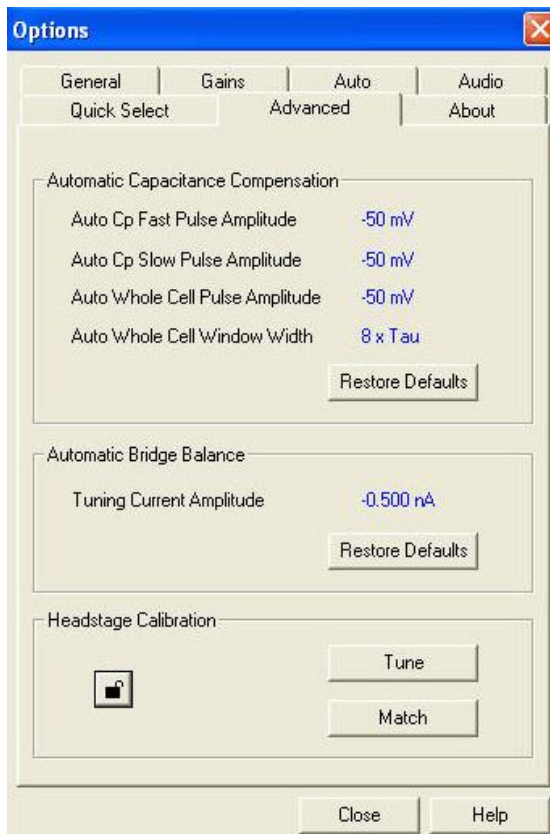 Options
General Gains Auto Audio
Quick Select Advanced About
Automatic Capacitance Compensation
Auto Cp Fast Pulse Amplitude -50 mV
Auto Cp Slow Pulse Amplitude -50 mV
Auto Whole Cell Pulse Amplitude -50 mV
Auto Whole Cell Window Width 8 x Tau
Restore Defaults
Automatic Bridge Balance
Tuning Current Amplitude -0.500 nA
Restore Defaults
Headstage Calibration
Tune
Match
Close Help